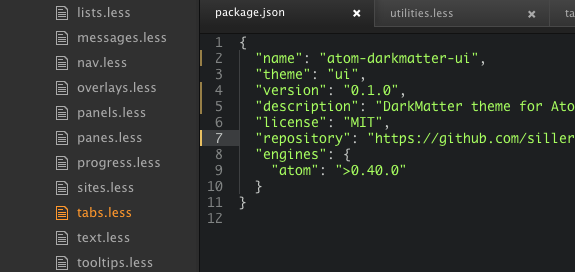 lists.less
messages.less
nav.less
overlays.less
panels.less
panes.less
progress.less
sites.less
tabs.less
text.less
tooltips.less
package.json
utilities.less
1 {
2 "name": "atom-darkmatter-ui",
3 "theme": "ui",
4 "version": "0.1.0",
5 "description": "DarkMatter theme for Ato
6 "license": "MIT",
7 "repository": "https://github.com/siller
8 "engines": {
9 "atom": ">0.40.0"
10 }
11 }
12